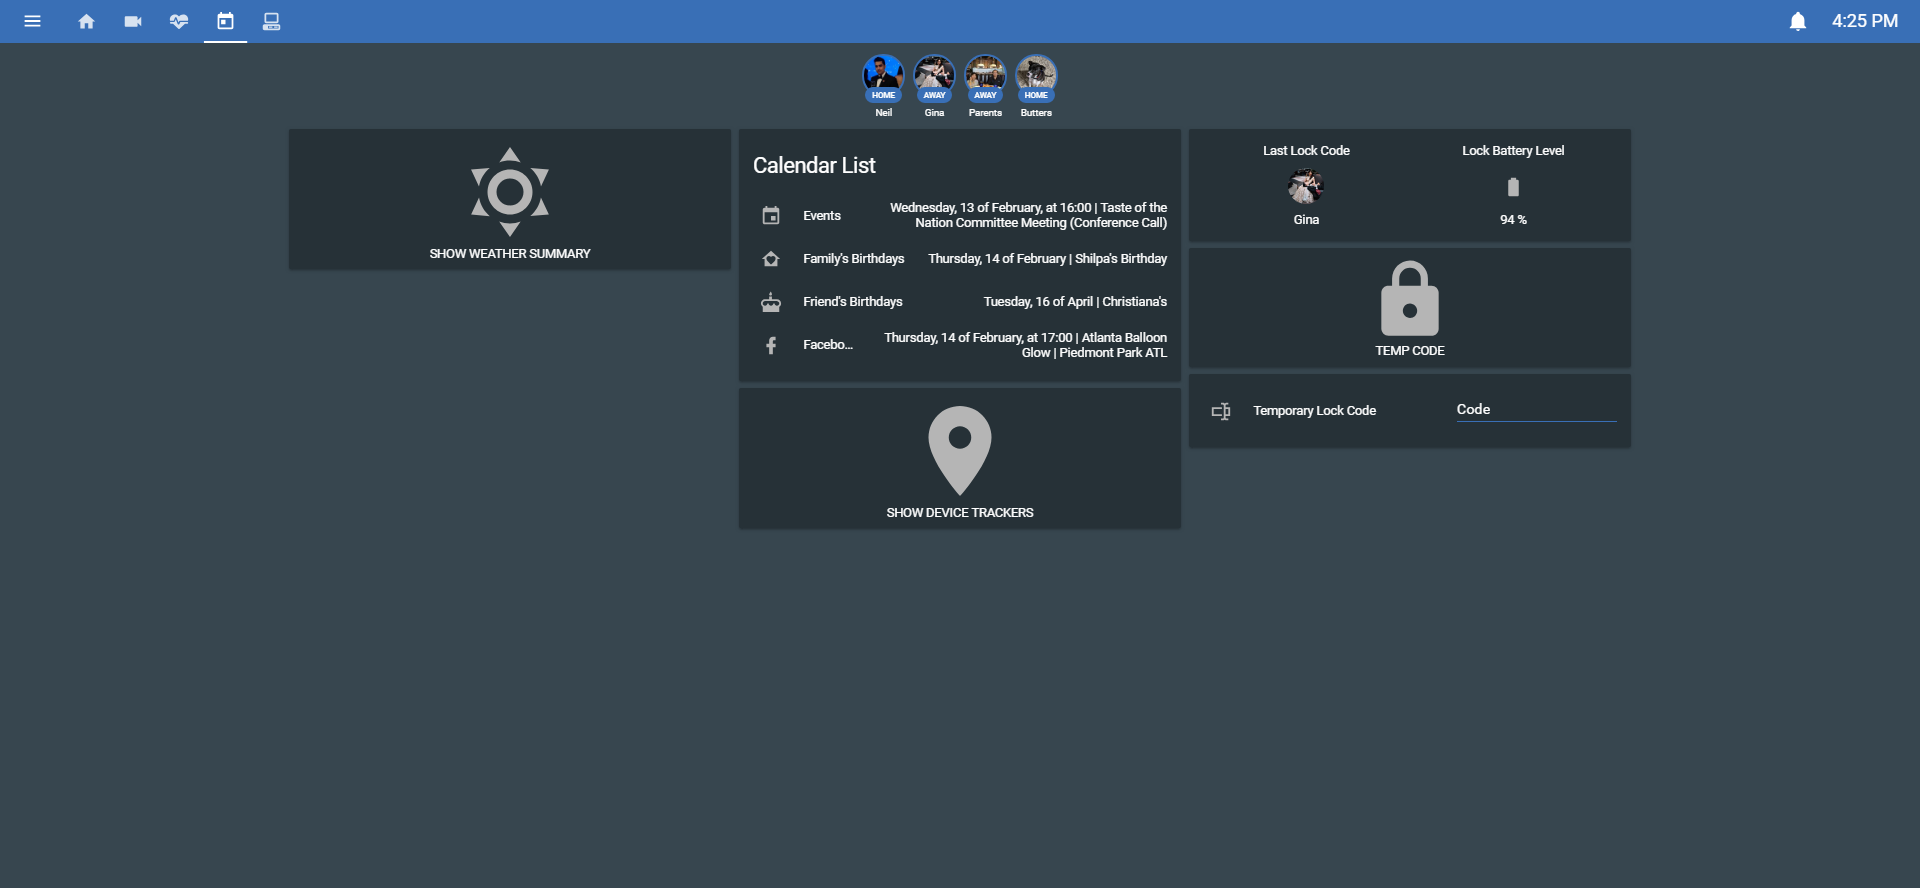 4:25 PM
HOME
AWAY
AWAY
HOME
Neil
Gina
Parents
Butters
SHOW WEATHER SUMMARY
Calendar List
Events
Wednesday, 13 of February, at 16:00 | Taste of the
Nation Committee Meeting (Conference Call)
Family's Birthdays
Thursday, 14 of February | Shilpa's Birthday
Friend's Birthdays
Tuesday, 16 of April | Christiana's
Facebo...
Thursday, 14 of February, at 17:00 | Atlanta Balloon
Glow | Piedmont Park ATL
SHOW DEVICE TRACKERS
Last Lock Code
Lock Battery Level
Gina
94 %
TEMP CODE
Temporary Lock Code
Code